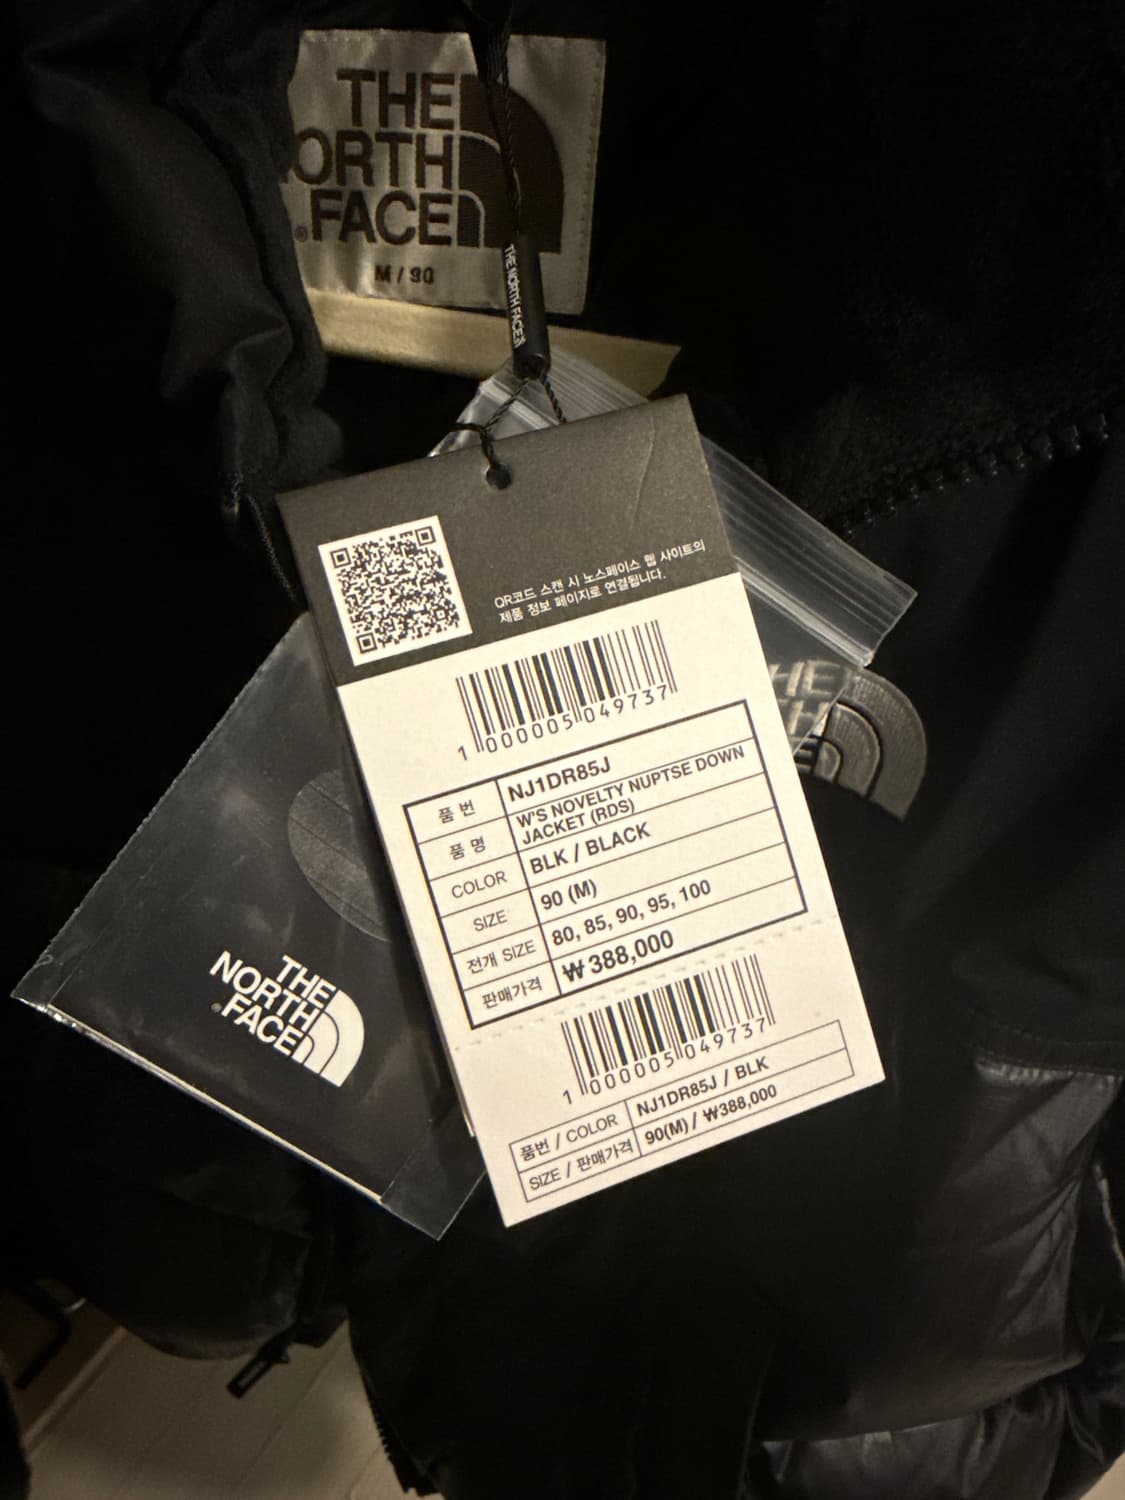 THE
ORTH
®FACE
M / 90
THE NORTH FACE
QR코드 스캔 시 노스페이스 웹 사이트의
제품 정보 페이지로 연결됩니다.
1 000005 049737
품 번 NJ1DR85J
품 명 W'S NOVELTY NUPTSE DOWN
JACKET (RDS)
COLOR BLK / BLACK
SIZE 90 (M)
전개 SIZE 80, 85, 90, 95, 100
판매가격 ₩ 388,000
1 000005 049737
품번 / COLOR NJ1DR85J / BLK
SIZE / 판매가격 90(M) / ₩388,000
THE
NORTH
®FACE
HE
TH